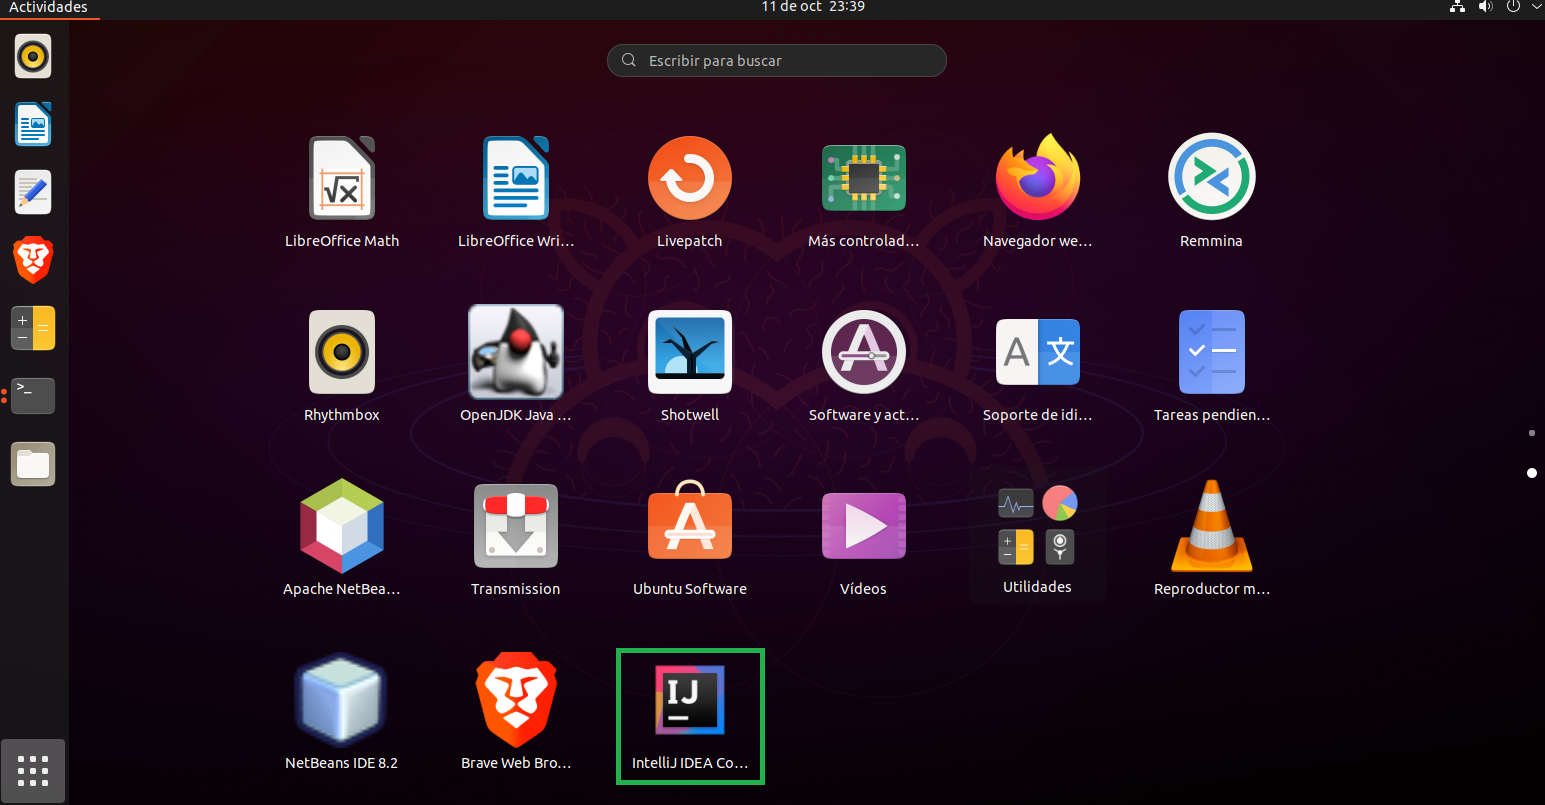 Actividades
11 de oct 23:39
Escribir para buscar
LibreOffice Math
LibreOffice Wri...
Livepatch
Más controlad...
Navegador we...
Remmina
Rhythmbox
OpenJDK Java ...
Shotwell
Software y act...
Soporte de idi...
Tareas pendien...
Apache NetBea...
Transmission
Ubuntu Software
Vídeos
Utilidades
Reproductor m...
NetBeans IDE 8.2
Brave Web Bro...
IJ
IntelliJ IDEA Co...